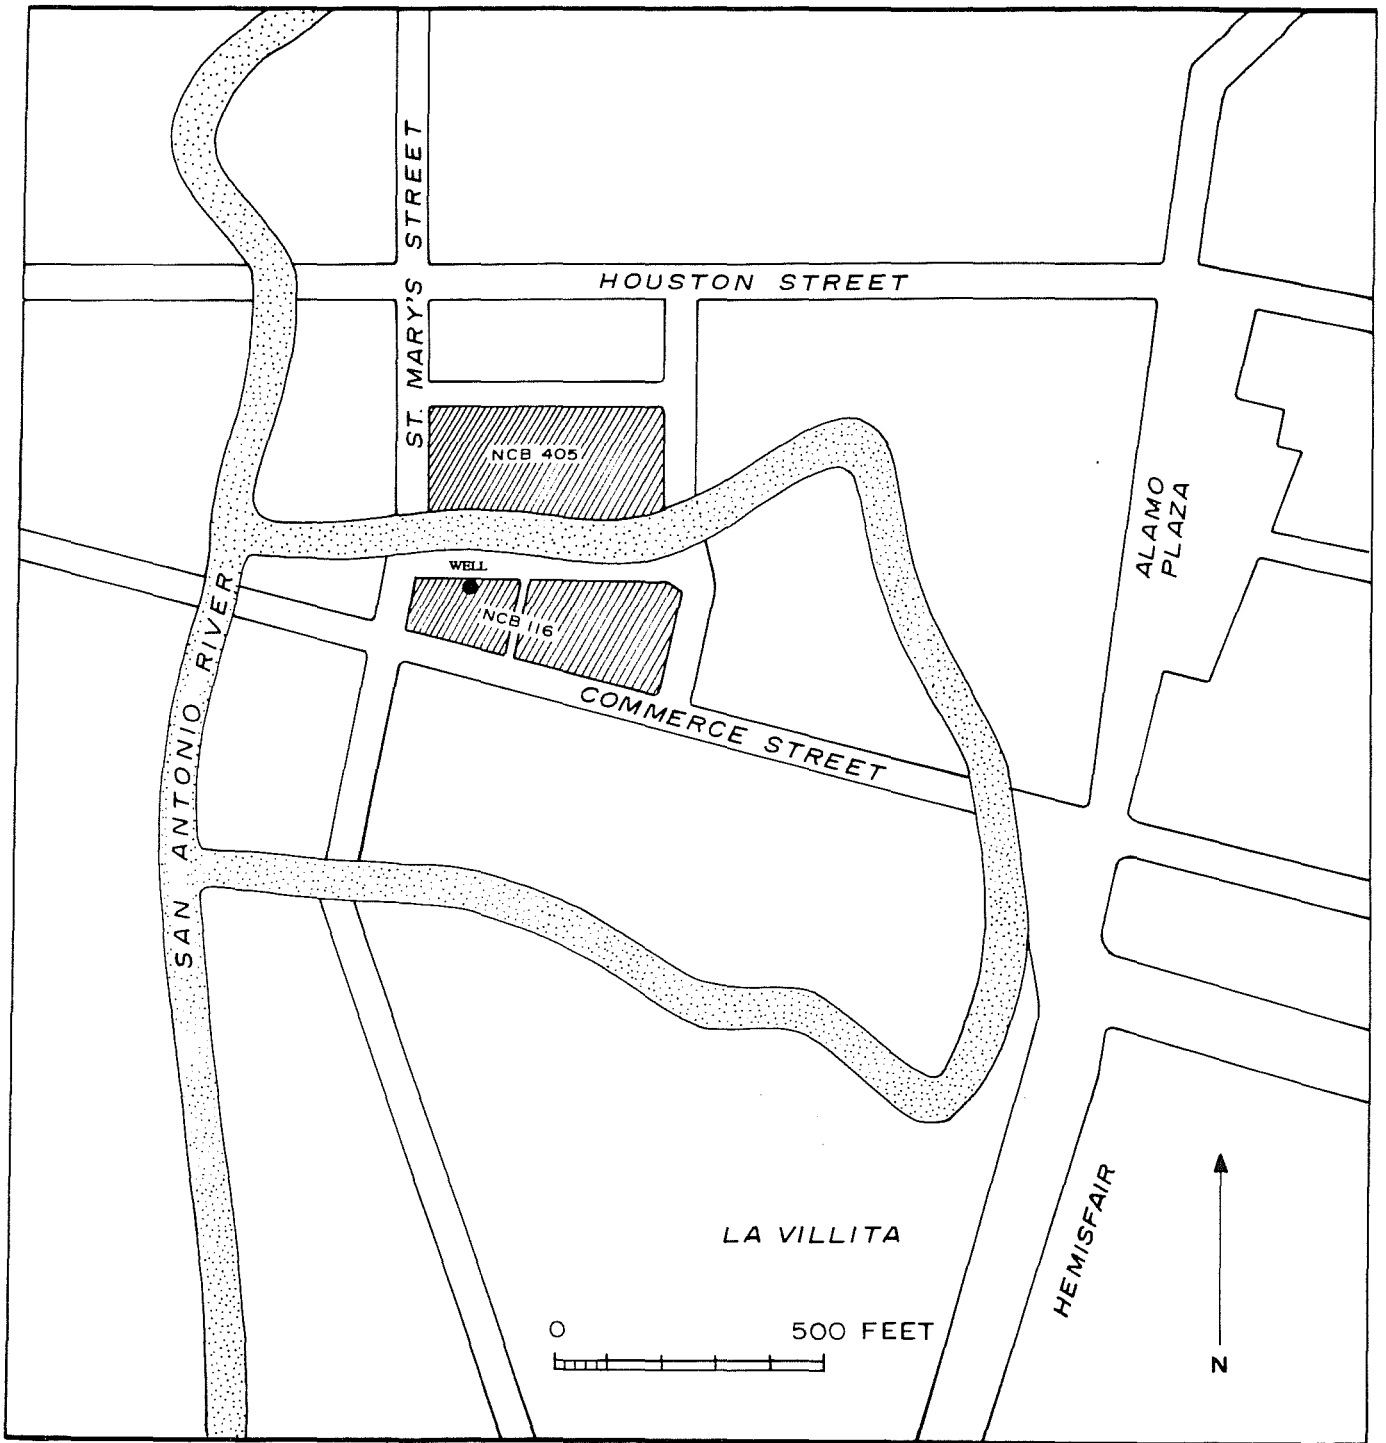 ST. MARY'S STREET
HOUSTON STREET
NCB 405
ALAMO
PLAZA
WELL
NCB 116
SAN ANTONIO RIVER
COMMERCE STREET
LA VILLITA
HEMISFAIR
0 500 FEET
N